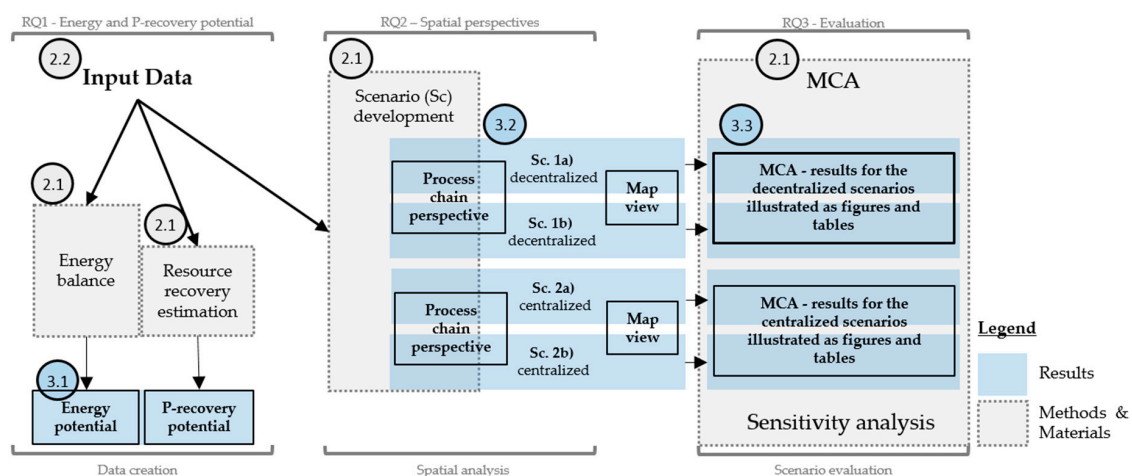 RQ1 - Energy and P-recovery potential
RQ2 – Spatial perspectives
RQ3 - Evaluation
2.2
Input Data
2.1
Energy
balance
2.1
Resource
recovery
estimation
3.1
Energy
potential
P-recovery
potential
Data creation
2.1
Scenario (Sc)
development
3.2
Process
chain
perspective
Sc. 1a)
decentralized
Sc. 1b)
decentralized
Map
view
Process
chain
perspective
Sc. 2a)
centralized
Sc. 2b)
centralized
Map
view
Spatial analysis
2.1
MCA
3.3
MCA - results for the
decentralized scenarios
illustrated as figures and
tables
MCA - results for the
centralized scenarios
illustrated as figures and
tables
Sensitivity analysis
Scenario evaluation
Legend
Results
Methods &
Materials